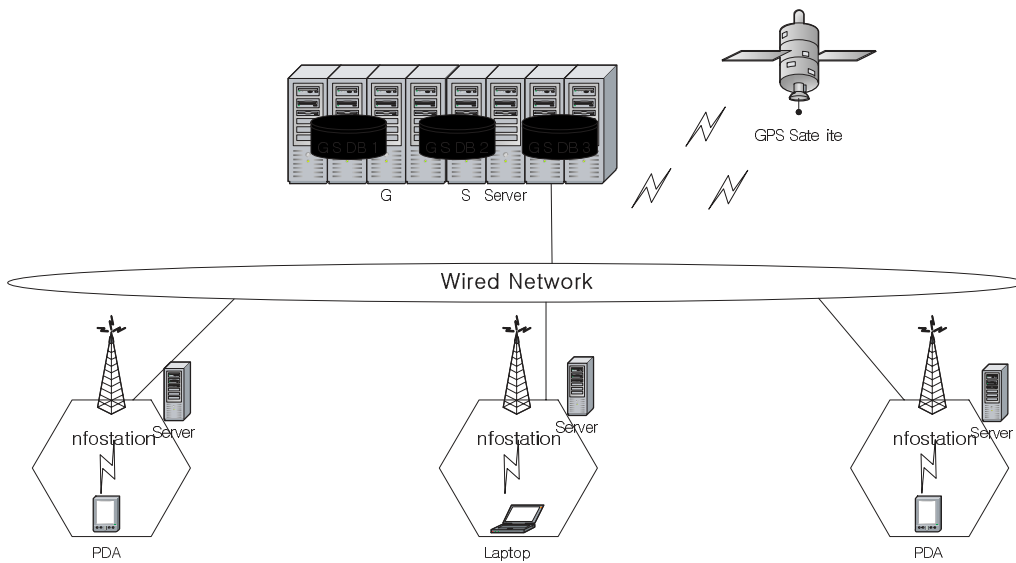 GPS Sate ite
G S DB 1
G S DB 2
G S DB 3
G S Server
Wired Network
nfostation
Server
nfostation
Server
nfostation
Server
PDA
Laptop
PDA